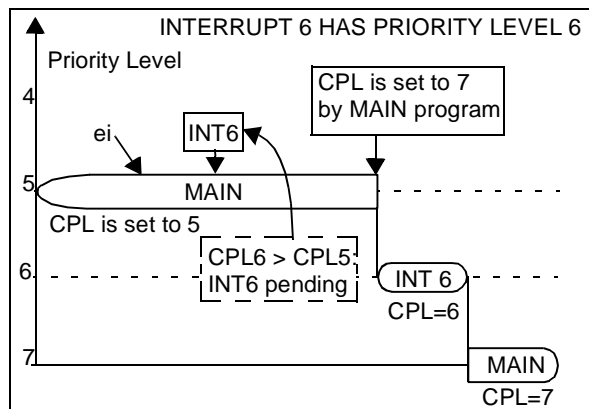 INTERRUPT 6 HAS PRIORITY LEVEL 6
Priority Level
CPL is set to 7
by MAIN program
4
ei
INT6
5
MAIN
CPL is set to 5
CPL6 > CPL5
INT6 pending
6
INT 6
CPL=6
7
MAIN
CPL=7